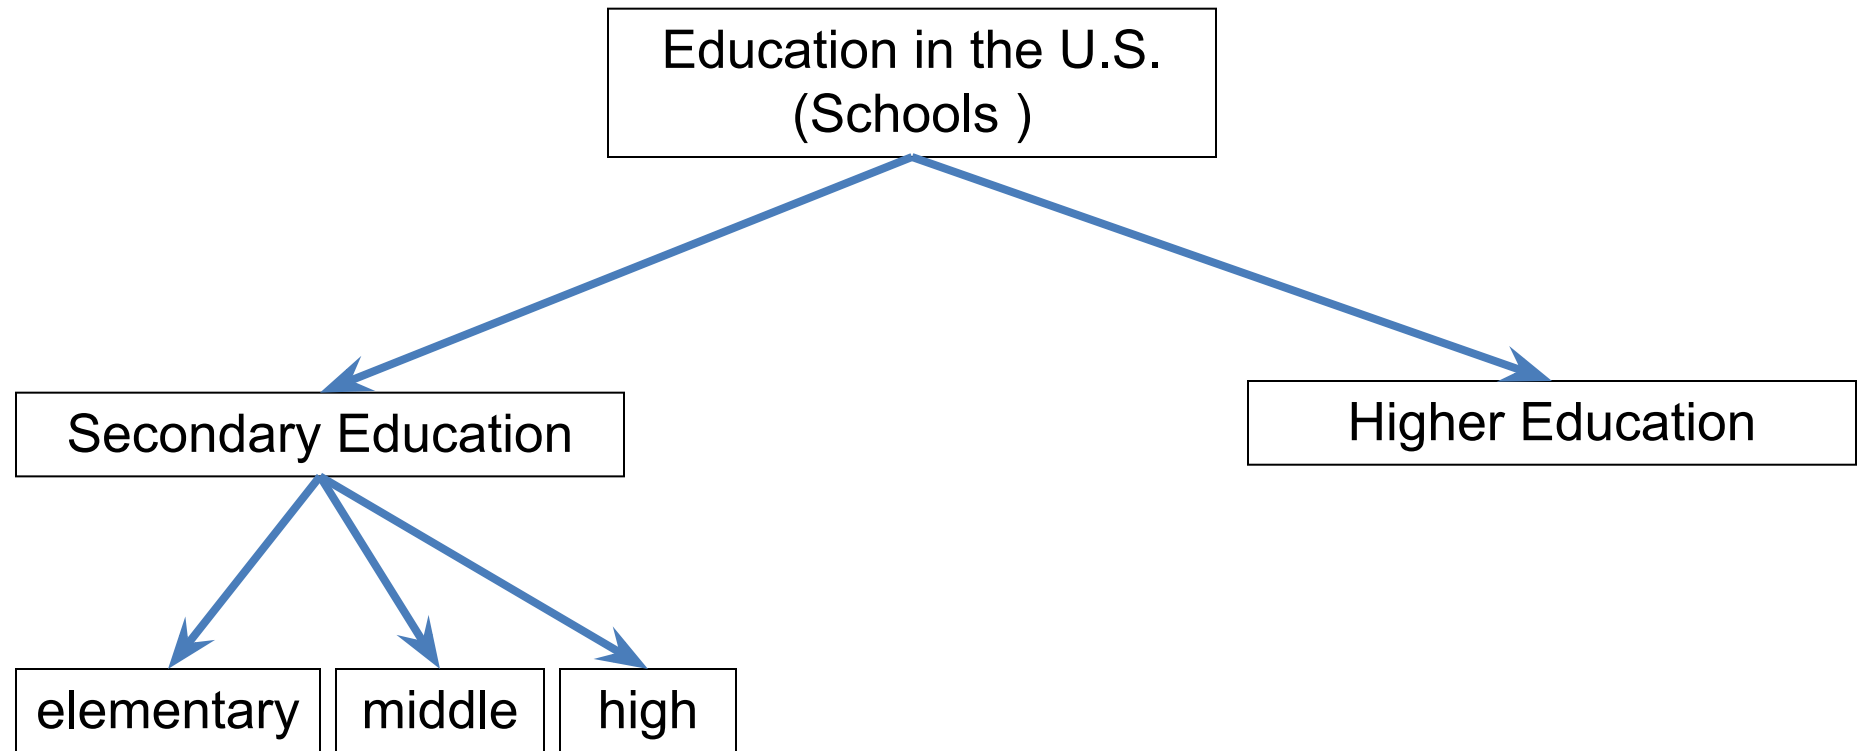 Education in the U.S.
(Schools )
Secondary Education
Higher Education
elementary
middle
high